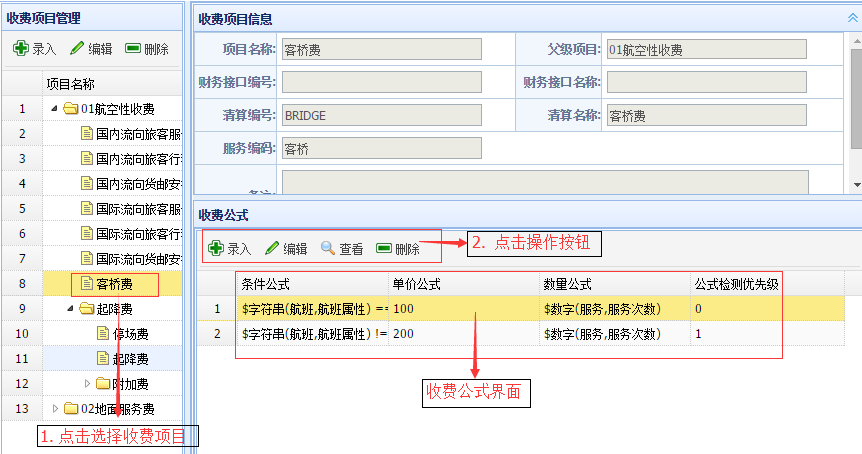 收费项目管理
录入 编辑 删除
项目名称
1 01航空性收费
2 国内流向旅客服
3 国内流向旅客行
4 国内流向货邮安
5 国际流向旅客服
6 国际流向旅客行
7 国际流向货邮安
8 客桥费
9 起降费
10 停场费
11 起降费
12 附加费
13 02地面服务费
1. 点击选择收费项目
收费项目信息
项目名称: 客桥费 父级项目: 01航空性收费
财务接口编号: 财务接口名称:
清算编号: BRIDGE 清算名称: 客桥费
服务编码: 客桥
备注:
收费公式
录入 编辑 查看 删除
2. 点击操作按钮
条件公式 单价公式 数量公式 公式检测优先级
1 $字符串(航班,航班属性) == 100 $数字(服务,服务次数) 0
2 $字符串(航班,航班属性) != 200 $数字(服务,服务次数) 1
收费公式界面